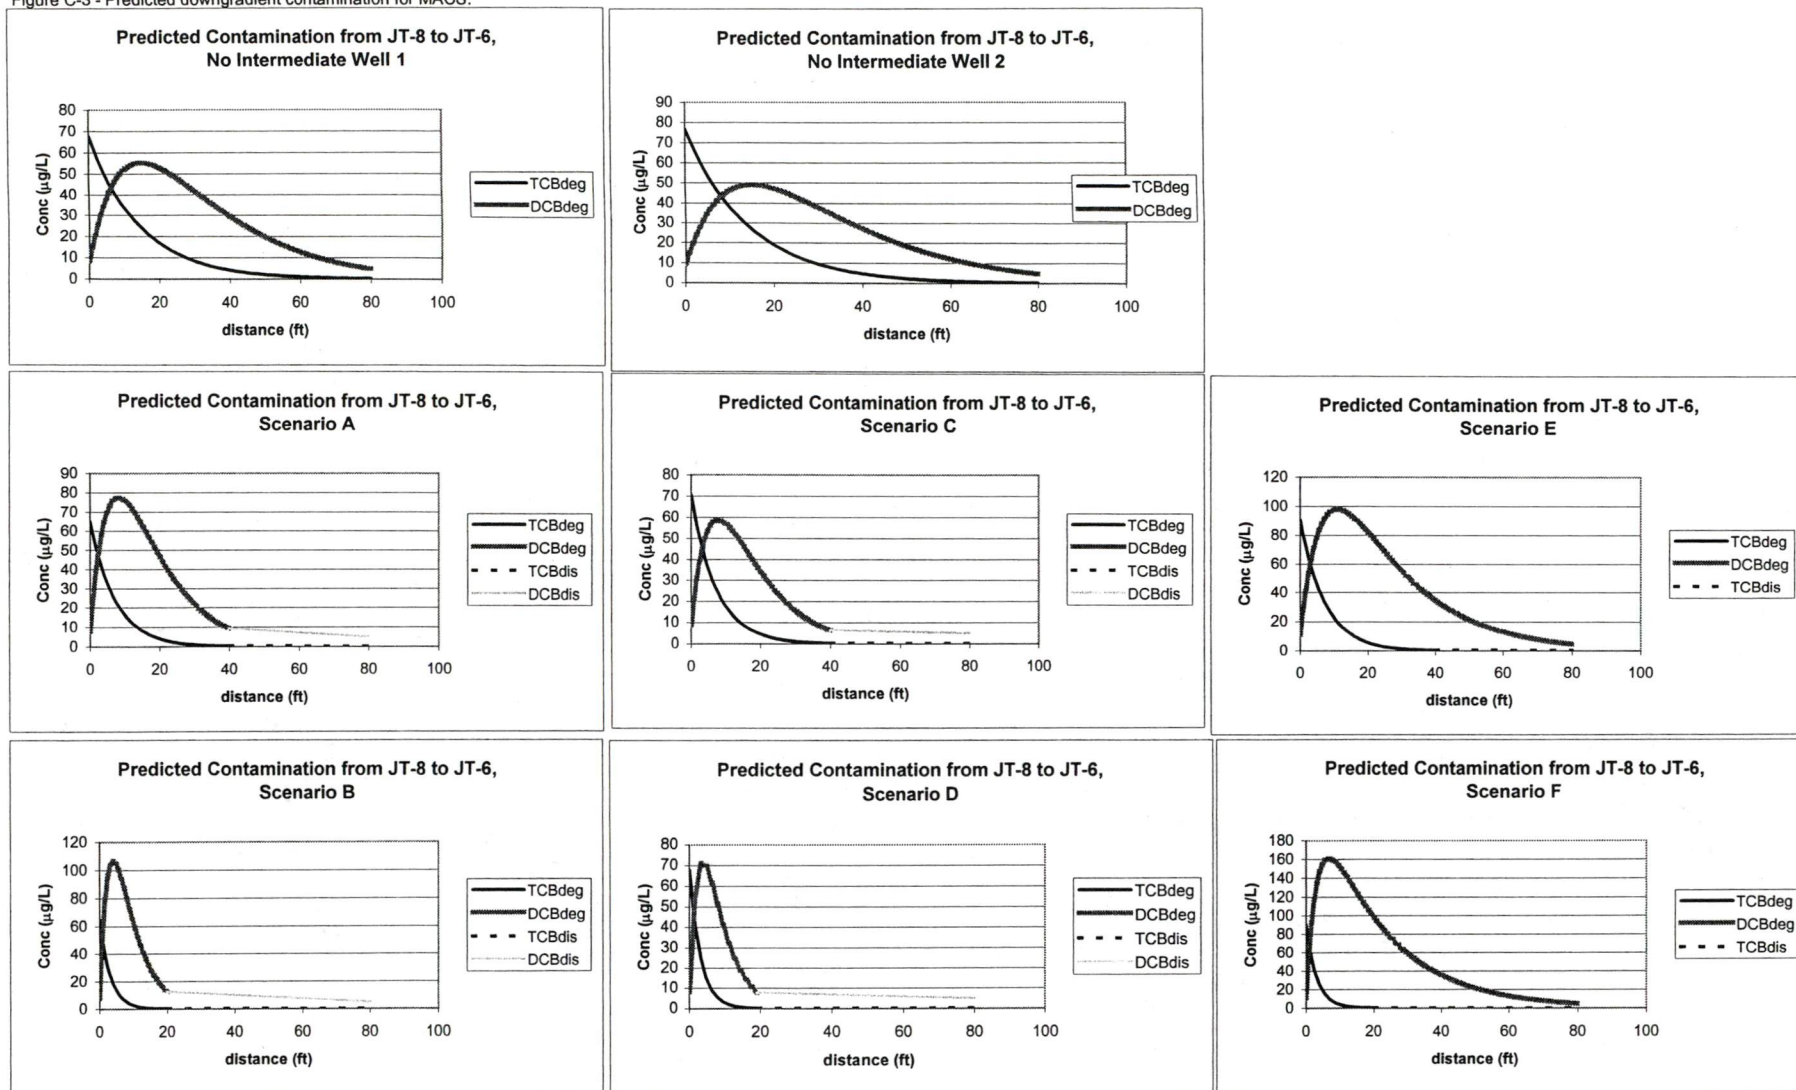 Figure C-3 - Predicted downgradient contamination for MACS.
Predicted Contamination from JT-8 to JT-6,
No Intermediate Well 1
Conc (µg/L)
80
70
60
50
40
30
20
10
0
0 20 40 60 80 100
distance (ft)
TCBdeg
DCBdeg
Predicted Contamination from JT-8 to JT-6,
No Intermediate Well 2
Conc (µg/L)
90
80
70
60
50
40
30
20
10
0
0 20 40 60 80 100
distance (ft)
TCBdeg
DCBdeg
Predicted Contamination from JT-8 to JT-6,
Scenario A
Conc (µg/L)
90
80
70
60
50
40
30
20
10
0
0 20 40 60 80 100
distance (ft)
TCBdeg
DCBdeg
TCBdis
DCBdis
Predicted Contamination from JT-8 to JT-6,
Scenario C
Conc (µg/L)
80
70
60
50
40
30
20
10
0
0 20 40 60 80 100
distance (ft)
TCBdeg
DCBdeg
TCBdis
DCBdis
Predicted Contamination from JT-8 to JT-6,
Scenario E
Conc (µg/L)
120
100
80
60
40
20
0
0 20 40 60 80 100
distance (ft)
TCBdeg
DCBdeg
TCBdis
Predicted Contamination from JT-8 to JT-6,
Scenario B
Conc (µg/L)
120
100
80
60
40
20
0
0 20 40 60 80 100
distance (ft)
TCBdeg
DCBdeg
TCBdis
DCBdis
Predicted Contamination from JT-8 to JT-6,
Scenario D
Conc (µg/L)
80
70
60
50
40
30
20
10
0
0 20 40 60 80 100
distance (ft)
TCBdeg
DCBdeg
TCBdis
DCBdis
Predicted Contamination from JT-8 to JT-6,
Scenario F
Conc (µg/L)
180
160
140
120
100
80
60
40
20
0
0 20 40 60 80 100
distance (ft)
TCBdeg
DCBdeg
TCBdis